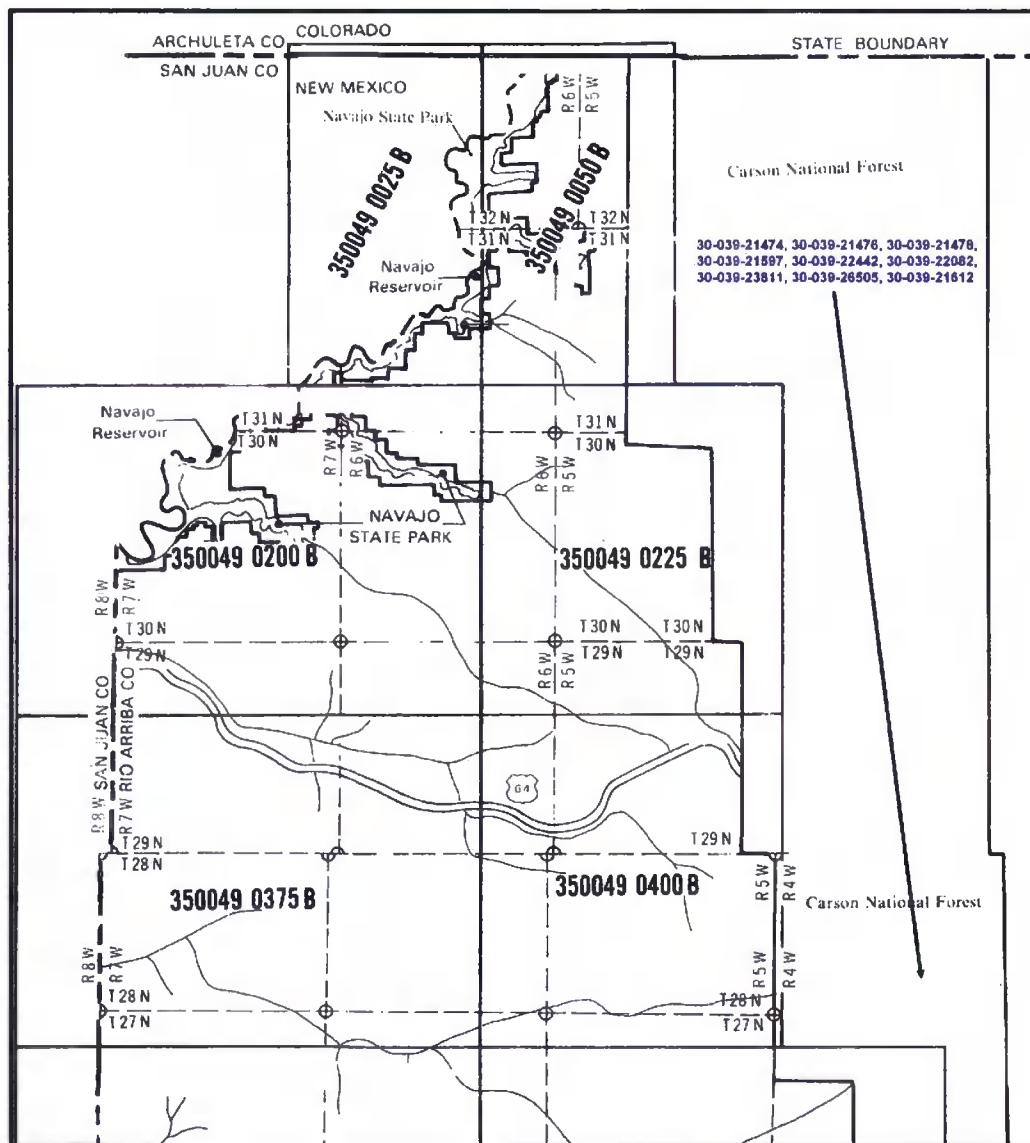 COLORADO
ARCHULETA CO
STATE BOUNDARY
SAN JUAN CO
NEW MEXICO
R6W
R5W
Navajo State Park
350049 0025 B
350049 0050 B
Carson National Forest
T32N
T32N
T31N
T31N
30-039-21474, 30-039-21476, 30-039-21478,
30-039-21597, 30-039-22442, 30-039-22082,
30-039-23811, 30-039-26505, 30-039-21612
Navajo
Reservoir
Navajo
Reservoir
T31N
T30N
T31N
T30N
R7W
R6W
R6W
R5W
NAVAJO
STATE PARK
350049 0200 B
350049 0225 B
R8W
R7W
T30N
T29N
T30N
T29N
T30N
T29N
R6W
R5W
R8W SAN JUAN CO
R7W RIO ARRIBA CO
64
T29N
T28N
T29N
350049 0375 B
350049 0400 B
R5W
R4W
Carson National Forest
R8W
R7W
R5W
R4W
T28N
T27N
T28N
T27N